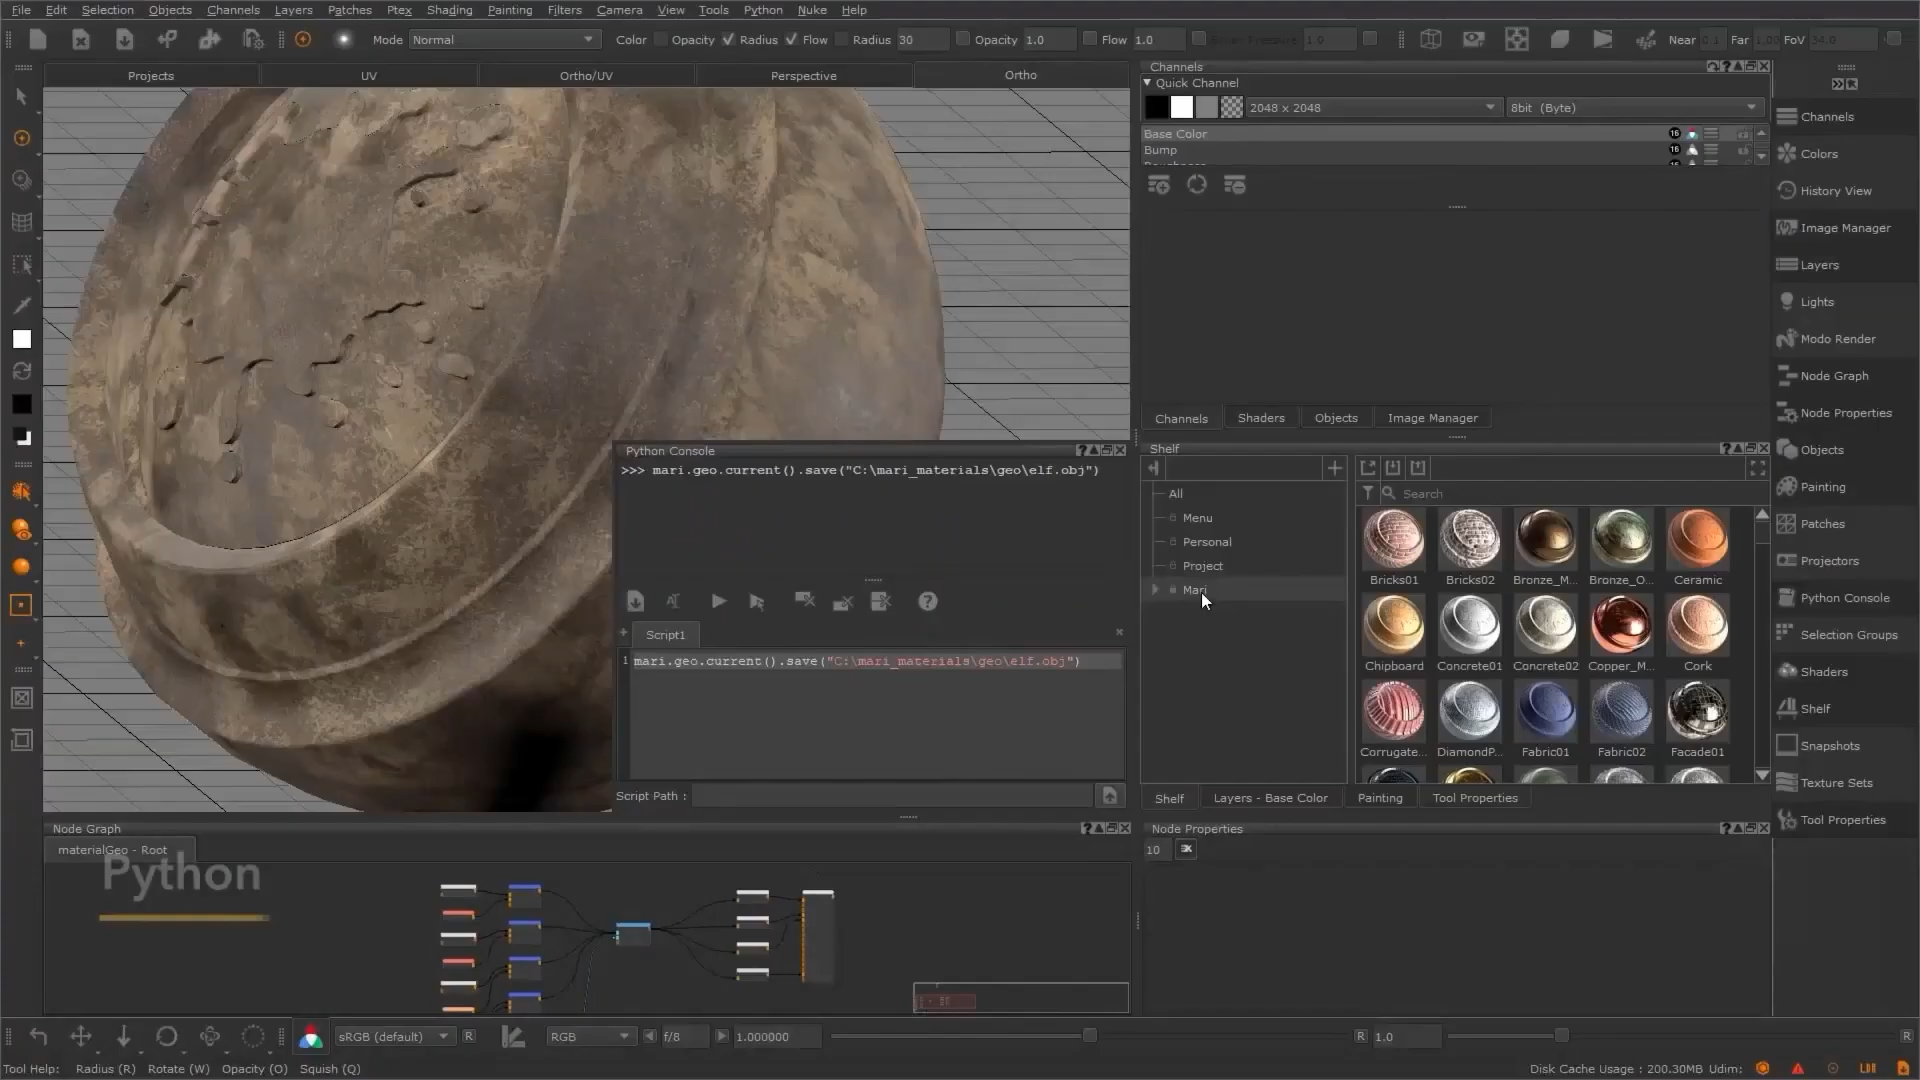 File Edit Selection Objects Channels Layers Patches Ptex Shading Painting Filters Camera View Tools Python Nuke Help
Mode Normal Color Opacity Radius Flow Radius 30 Opacity 1.0 Flow 1.0 1.0 Near 0.1 Far FoV 34.0
Projects UV Ortho/UV Perspective Ortho
Channels
Quick Channel
2048 x 2048 8bit (Byte)
Base Color 16
Bump 16
Channels Shaders Objects Image Manager
Python Console
>>> mari.geo.current().save("C:\mari_materials\geo\elf.obj")
Script1
1 mari.geo.current().save("C:\mari_materials\geo\elf.obj")
Script Path :
Shelf
Search
All
Menu
Personal
Project
Mari
Bricks01 Bricks02 Bronze_M... Bronze_O... Ceramic
Chipboard Concrete01 Concrete02 Copper_M... Cork
Corrugate... DiamondP... Fabric01 Fabric02 Facade01
Shelf Layers - Base Color Painting Tool Properties
Channels
Colors
History View
Image Manager
Layers
Lights
Modo Render
Node Graph
Node Properties
Objects
Painting
Patches
Projectors
Python Console
Selection Groups
Shaders
Shelf
Snapshots
Texture Sets
Tool Properties
Node Graph
materialGeo - Root
Python
Node Properties
10
sRGB (default) R RGB f/8 1.000000 R 1.0 R
Tool Help: Radius (R) Rotate (W) Opacity (O) Squish (Q)
Disk Cache Usage : 200.30MB Udim: